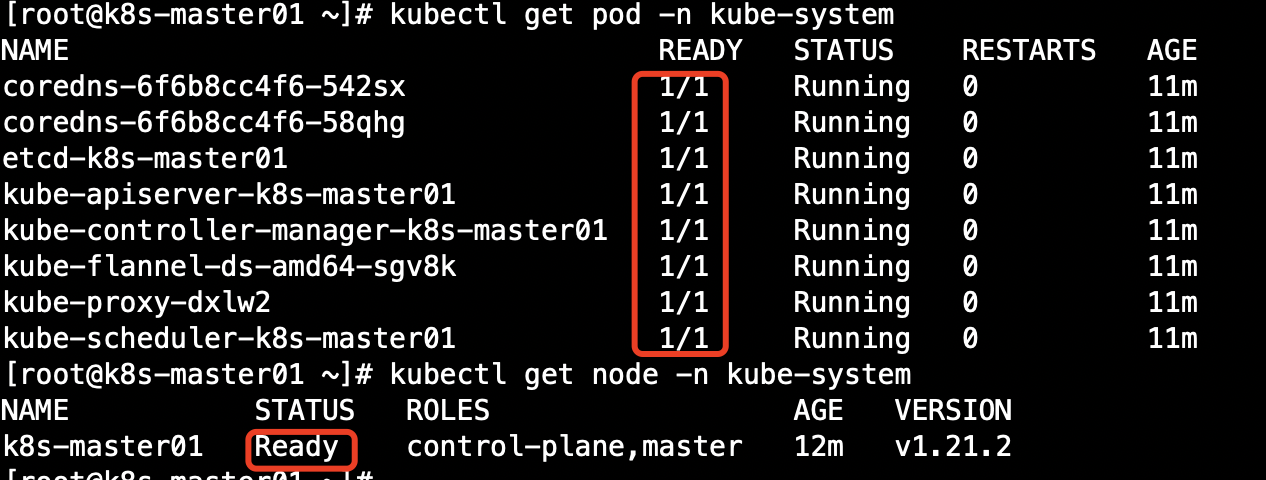 [root@k8s-master01 ~]# kubectl get pod -n kube-system
NAME READY STATUS RESTARTS AGE
coredns-6f6b8cc4f6-542sx 1/1 Running 0 11m
coredns-6f6b8cc4f6-58qhg 1/1 Running 0 11m
etcd-k8s-master01 1/1 Running 0 11m
kube-apiserver-k8s-master01 1/1 Running 0 11m
kube-controller-manager-k8s-master01 1/1 Running 0 11m
kube-flannel-ds-amd64-sgv8k 1/1 Running 0 11m
kube-proxy-dxlw2 1/1 Running 0 11m
kube-scheduler-k8s-master01 1/1 Running 0 11m
[root@k8s-master01 ~]# kubectl get node -n kube-system
NAME STATUS ROLES AGE VERSION
k8s-master01 Ready control-plane,master 12m v1.21.2
[root@k8s-master01 ~]#